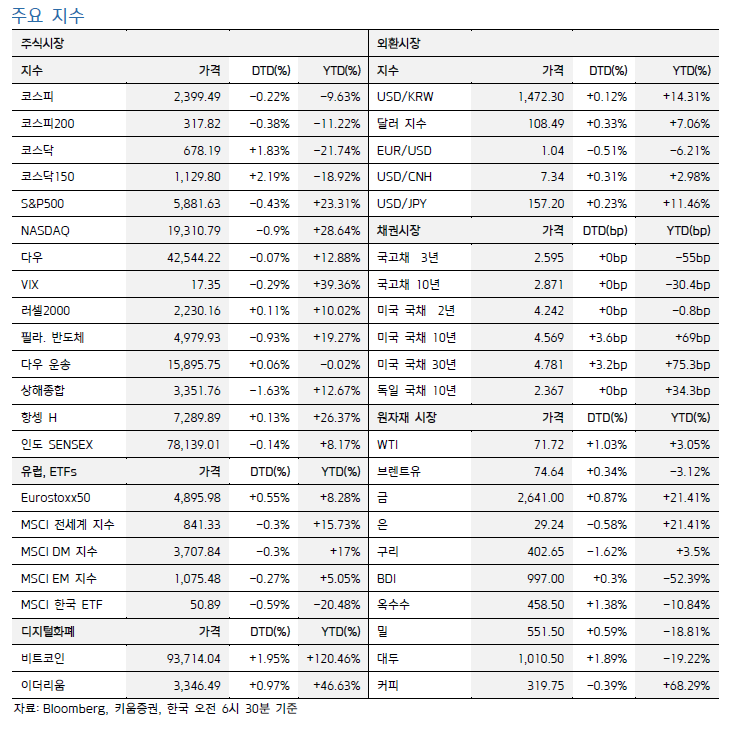 주요 지수
주식시장
지수 가격 DTD(%) YTD(%)
코스피 2,399.49 −0.22% −9.63%
코스피200 317.82 −0.38% −11.22%
코스닥 678.19 +1.83% −21.74%
코스닥150 1,129.80 +2.19% −18.92%
S&P500 5,881.63 −0.43% +23.31%
NASDAQ 19,310.79 −0.9% +28.64%
다우 42,544.22 −0.07% +12.88%
VIX 17.35 −0.29% +39.36%
러셀2000 2,230.16 +0.11% +10.02%
필라. 반도체 4,979.93 −0.93% +19.27%
다우 운송 15,895.75 +0.06% −0.02%
상해종합 3,351.76 −1.63% +12.67%
항셍 H 7,289.89 +0.13% +26.37%
인도 SENSEX 78,139.01 −0.14% +8.17%
유럽, ETFs 가격 DTD(%) YTD(%)
Eurostoxx50 4,895.98 +0.55% +8.28%
MSCI 전세계 지수 841.33 −0.3% +15.73%
MSCI DM 지수 3,707.84 −0.3% +17%
MSCI EM 지수 1,075.48 −0.27% +5.05%
MSCI 한국 ETF 50.89 −0.59% −20.48%
디지털화폐 가격 DTD(%) YTD(%)
비트코인 93,714.04 +1.95% +120.46%
이더리움 3,346.49 +0.97% +46.63%
외환시장
지수 가격 DTD(%) YTD(%)
USD/KRW 1,472.30 +0.12% +14.31%
달러 지수 108.49 +0.33% +7.06%
EUR/USD 1.04 −0.51% −6.21%
USD/CNH 7.34 +0.31% +2.98%
USD/JPY 157.20 +0.23% +11.46%
채권시장 가격 DTD(bp) YTD(bp)
국고채 3년 2.595 +0bp −55bp
국고채 10년 2.871 +0bp −30.4bp
미국 국채 2년 4.242 +0bp −0.8bp
미국 국채 10년 4.569 +3.6bp +69bp
미국 국채 30년 4.781 +3.2bp +75.3bp
독일 국채 10년 2.367 +0bp +34.3bp
원자재 시장 가격 DTD(%) YTD(%)
WTI 71.72 +1.03% +3.05%
브렌트유 74.64 +0.34% −3.12%
금 2,641.00 +0.87% +21.41%
은 29.24 −0.58% +21.41%
구리 402.65 −1.62% +3.5%
BDI 997.00 +0.3% −52.39%
옥수수 458.50 +1.38% −10.84%
밀 551.50 +0.59% −18.81%
대두 1,010.50 +1.89% −19.22%
커피 319.75 −0.39% +68.29%
자료: Bloomberg, 키움증권, 한국 오전 6시 30분 기준